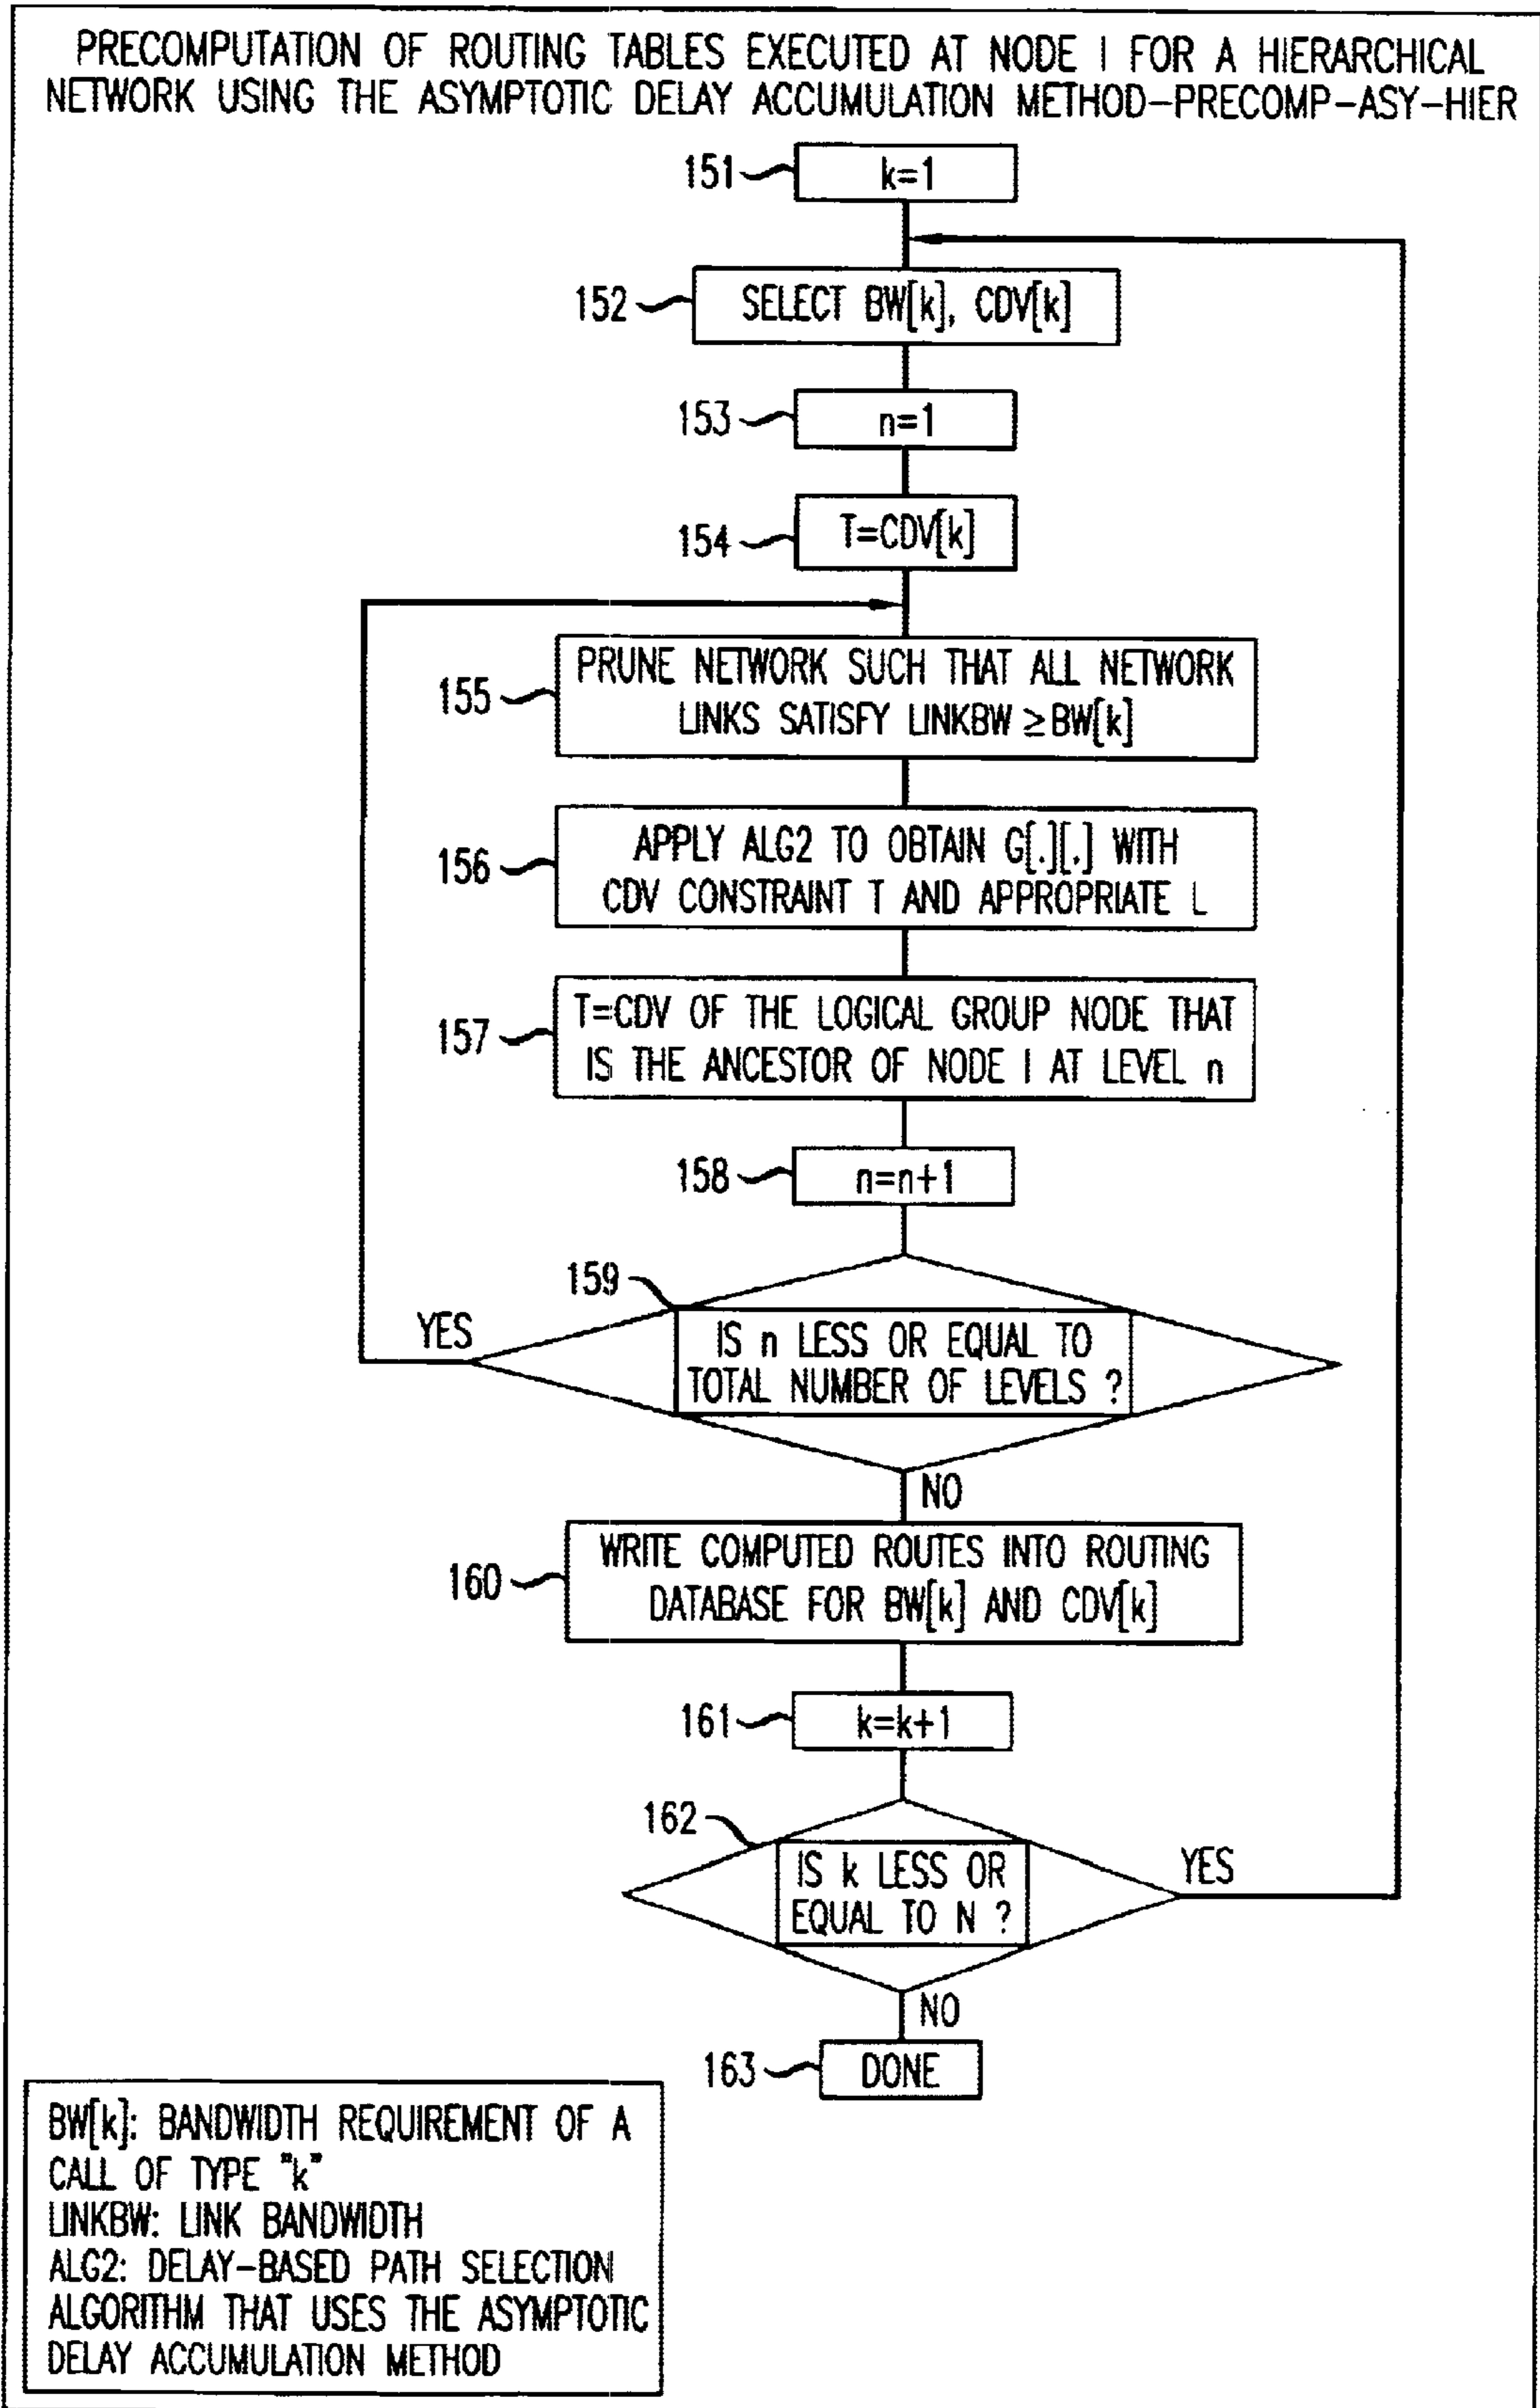 PRECOMPUTATION OF ROUTING TABLES EXECUTED AT NODE I FOR A HIERARCHICAL
NETWORK USING THE ASYMPTOTIC DELAY ACCUMULATION METHOD-PRECOMP-ASY-HIER
151
k=1
152
SELECT BW[k], CDV[k]
153
n=1
154
T=CDV[k]
155
PRUNE NETWORK SUCH THAT ALL NETWORK
LINKS SATISFY LINKBW ≥ BW[k]
156
APPLY ALG2 TO OBTAIN G[.][.] WITH
CDV CONSTRAINT T AND APPROPRIATE L
157
T=CDV OF THE LOGICAL GROUP NODE THAT
IS THE ANCESTOR OF NODE I AT LEVEL n
158
n=n+1
159
YES
IS n LESS OR EQUAL TO
TOTAL NUMBER OF LEVELS ?
NO
160
WRITE COMPUTED ROUTES INTO ROUTING
DATABASE FOR BW[k] AND CDV[k]
161
k=k+1
162
IS k LESS OR
EQUAL TO N ?
YES
NO
163
DONE
BW[k]: BANDWIDTH REQUIREMENT OF A
CALL OF TYPE "k"
LINKBW: LINK BANDWIDTH
ALG2: DELAY-BASED PATH SELECTION
ALGORITHM THAT USES THE ASYMPTOTIC
DELAY ACCUMULATION METHOD